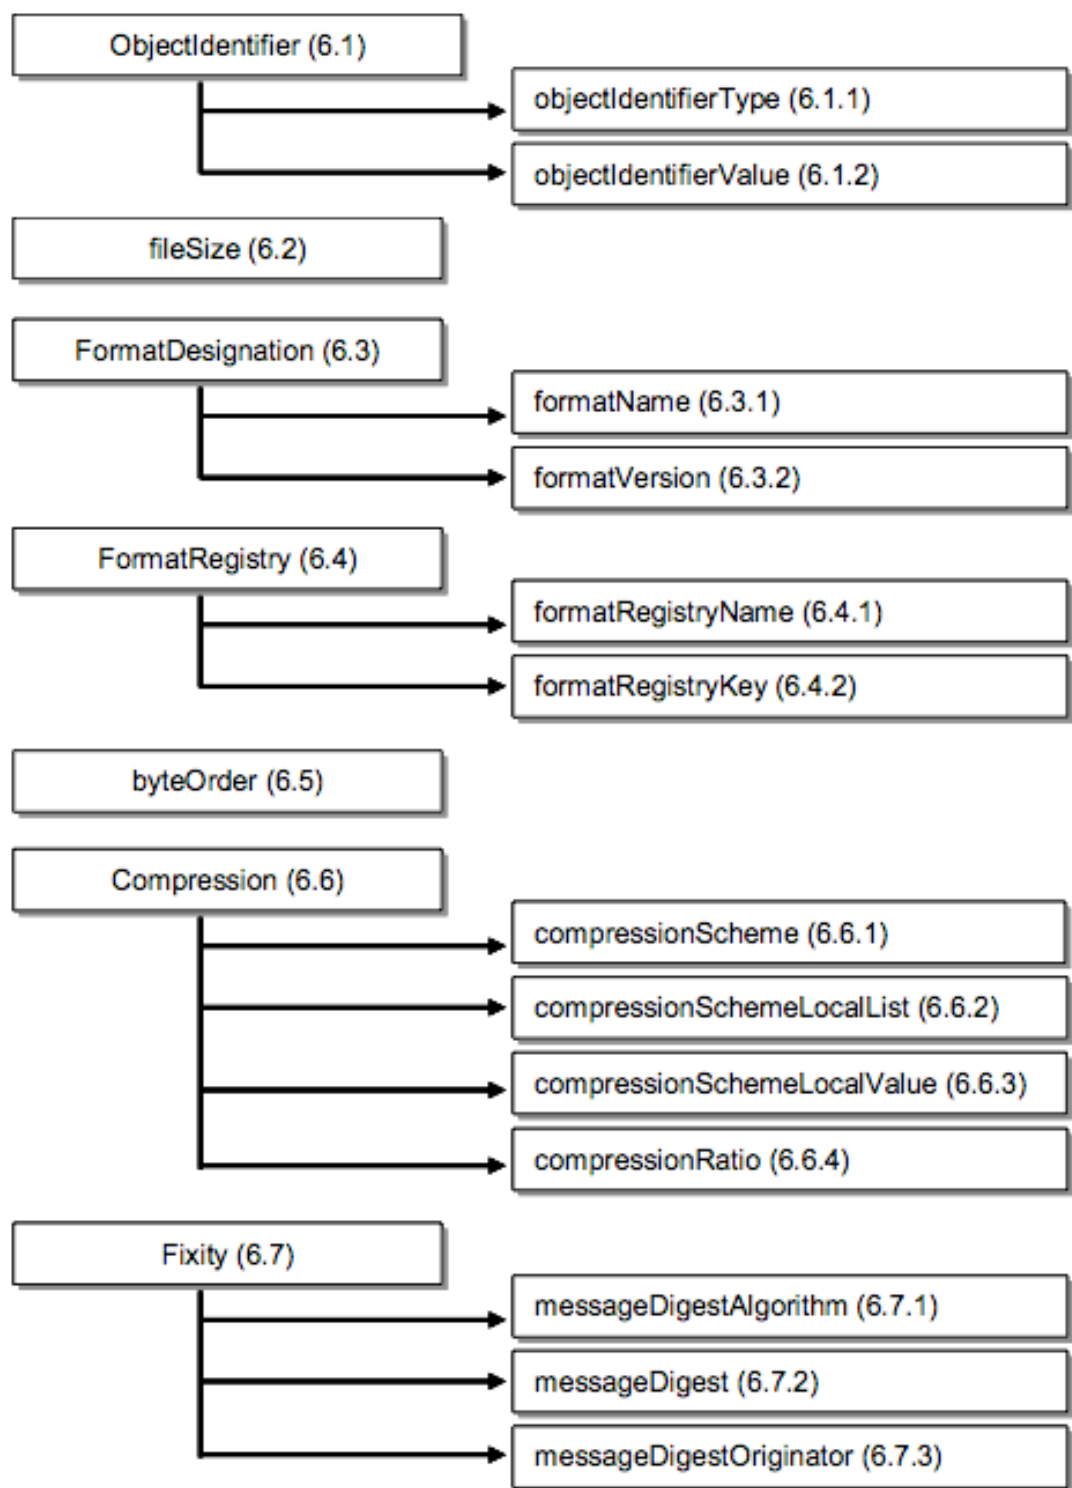 ObjectIdentifier (6.1)
objectIdentifierType (6.1.1)
objectIdentifierValue (6.1.2)
fileSize (6.2)
FormatDesignation (6.3)
formatName (6.3.1)
formatVersion (6.3.2)
FormatRegistry (6.4)
formatRegistryName (6.4.1)
formatRegistryKey (6.4.2)
byteOrder (6.5)
Compression (6.6)
compressionScheme (6.6.1)
compressionSchemeLocalList (6.6.2)
compressionSchemeLocalValue (6.6.3)
compressionRatio (6.6.4)
Fixity (6.7)
messageDigestAlgorithm (6.7.1)
messageDigest (6.7.2)
messageDigestOriginator (6.7.3)